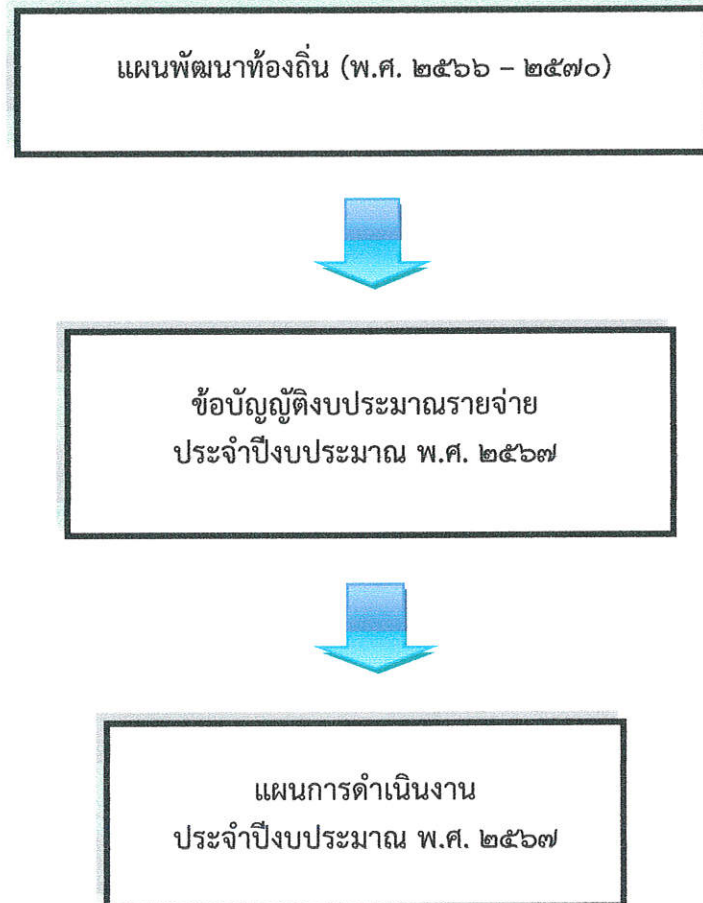 แผนพัฒนาท้องถิ่น (พ.ศ. ๒๕๖๖ – ๒๕๗๐)
ข้อบัญญัติงบประมาณรายจ่าย
ประจำปีงบประมาณ พ.ศ. ๒๕๖๗
แผนการดำเนินงาน
ประจำปีงบประมาณ พ.ศ. ๒๕๖๗